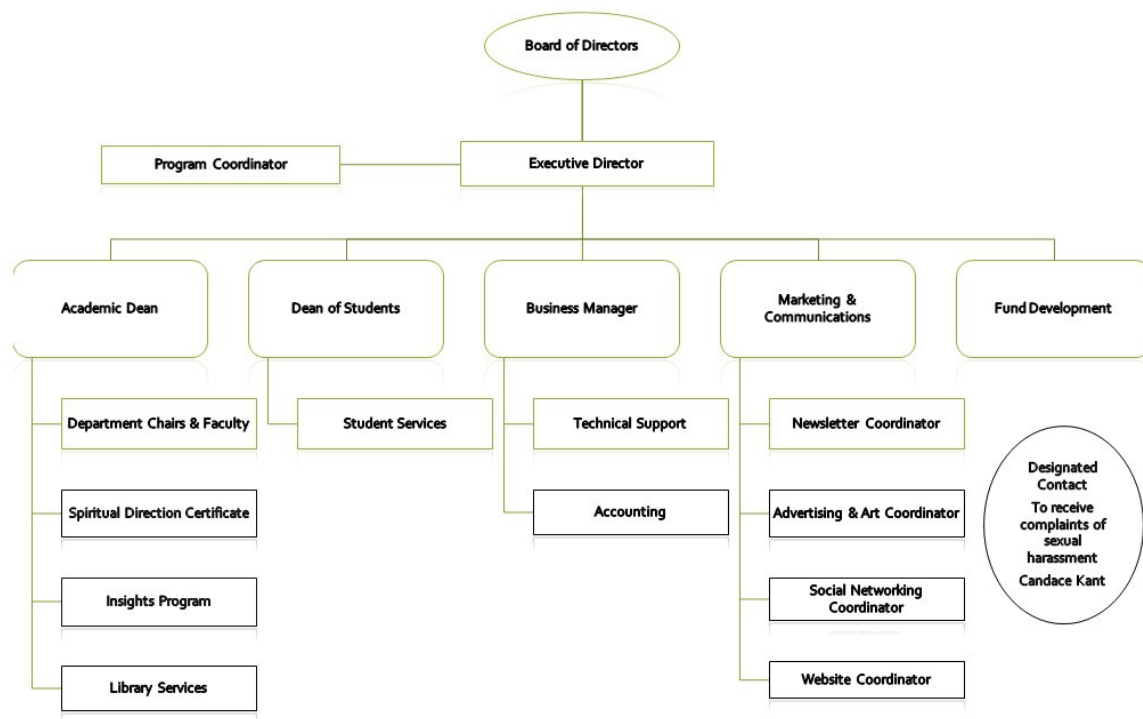 Board of Directors
Program Coordinator
Executive Director
Academic Dean
Dean of Students
Business Manager
Marketing &
Communications
Fund Development
Department Chairs & Faculty
Student Services
Technical Support
Newsletter Coordinator
Spiritual Direction Certificate
Accounting
Advertising & Art Coordinator
Designated
Contact
To receive
complaints of
sexual
harassment
Candace Kant
Insights Program
Social Networking
Coordinator
Library Services
Website Coordinator